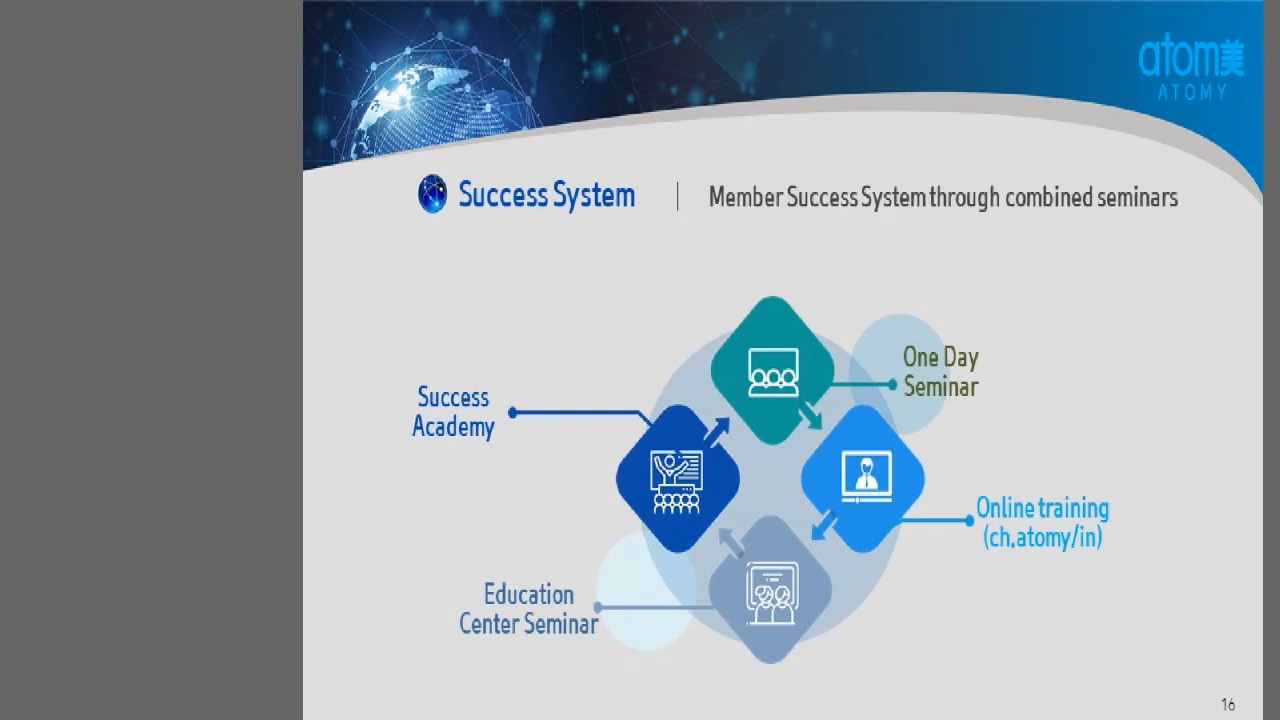 atom美
ATOMY
Success System
Member Success System through combined seminars
One Day
Seminar
Success
Academy
Online training
(ch.atomy/in)
Education
Center Seminar
16